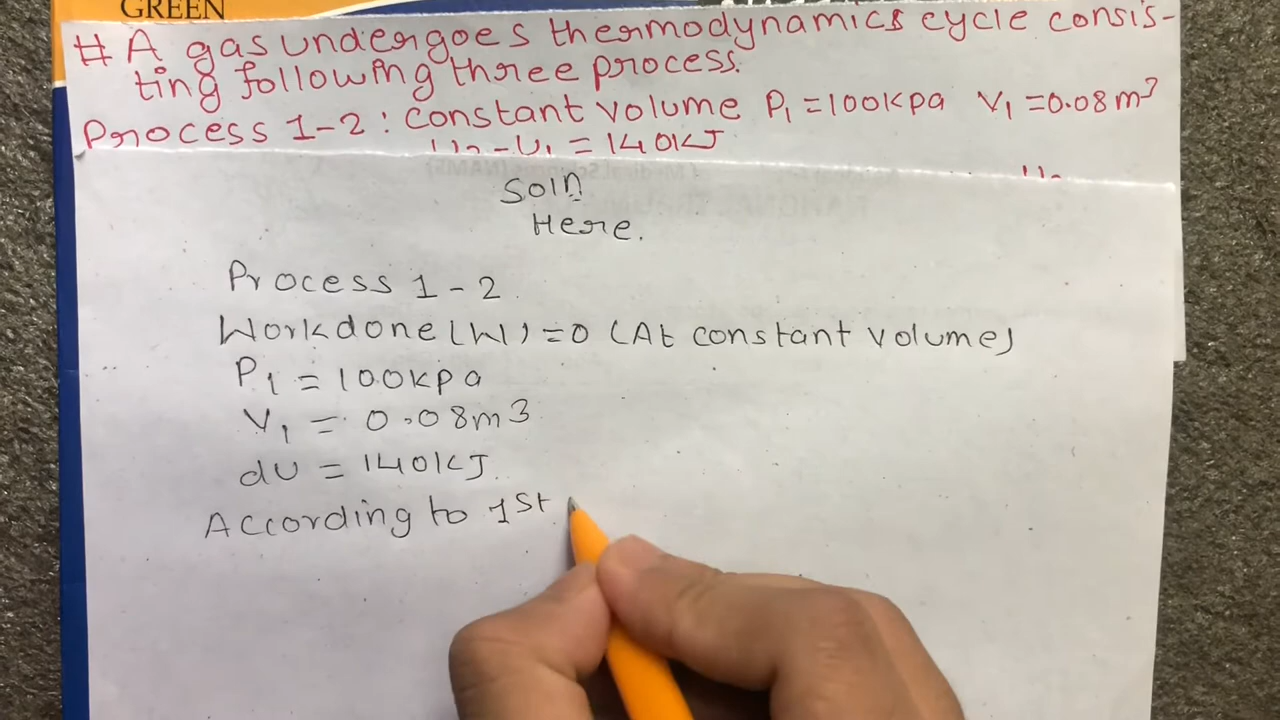 GREEN
# A gas undergoes thermodynamics cycle consis-
ting following three process.
Process 1-2: constant volume P₁ = 100kpa V₁ = 0.08m³
U₂ - U₁ = 140KJ
Soln
Here.
Process 1-2.
Workdone (W) = 0 (At constant volume)
P₁ = 100kpa
V₁ = 0.08m3
dU = 140KJ.
According to 1st